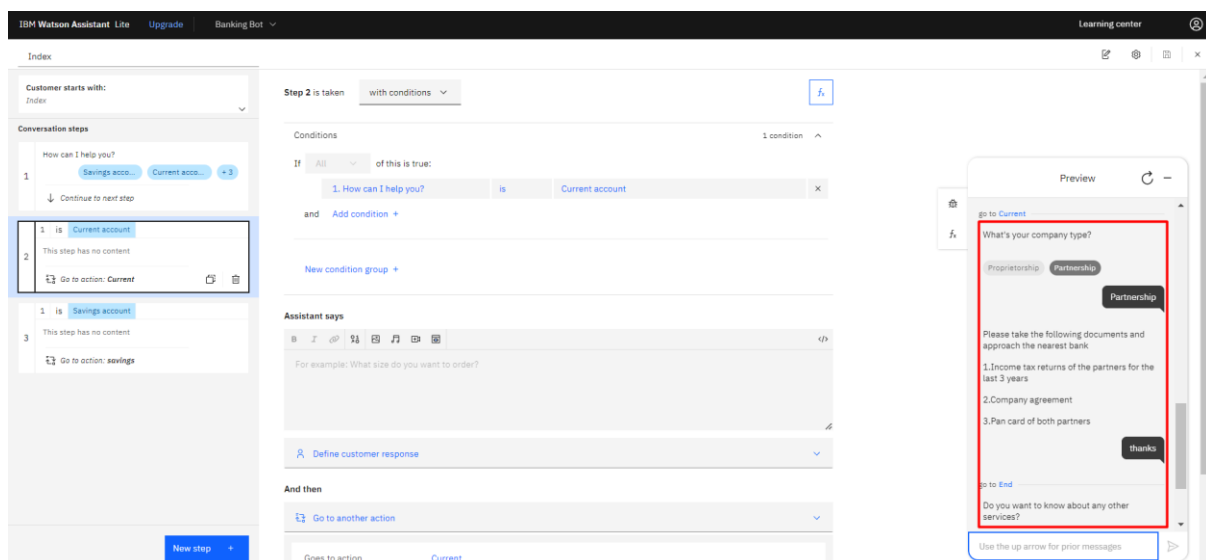 IBM Watson Assistant Lite Upgrade Banking Bot Learning center
Index
Customer starts with:
Index
Conversation steps
1
How can I help you?
Savings acco... Current acco... + 3
Continue to next step
2
1 is Current account
This step has no content
Go to action: Current
3
1 is Savings account
This step has no content
Go to action: savings
New step +
Step 2 is taken with conditions
fx
Conditions 1 condition
If All of this is true:
1. How can I help you? is Current account ×
and Add condition +
New condition group +
Assistant says
B I </>
For example: What size do you want to order?
Define customer response
And then
Go to another action
Goes to action Current
fx
Preview
go to Current
What's your company type?
Proprietorship Partnership
Partnership
Please take the following documents and
approach the nearest bank
1.Income tax returns of the partners for the
last 3 years
2.Company agreement
3.Pan card of both partners
thanks
go to End
Do you want to know about any other
services?
Use the up arrow for prior messages